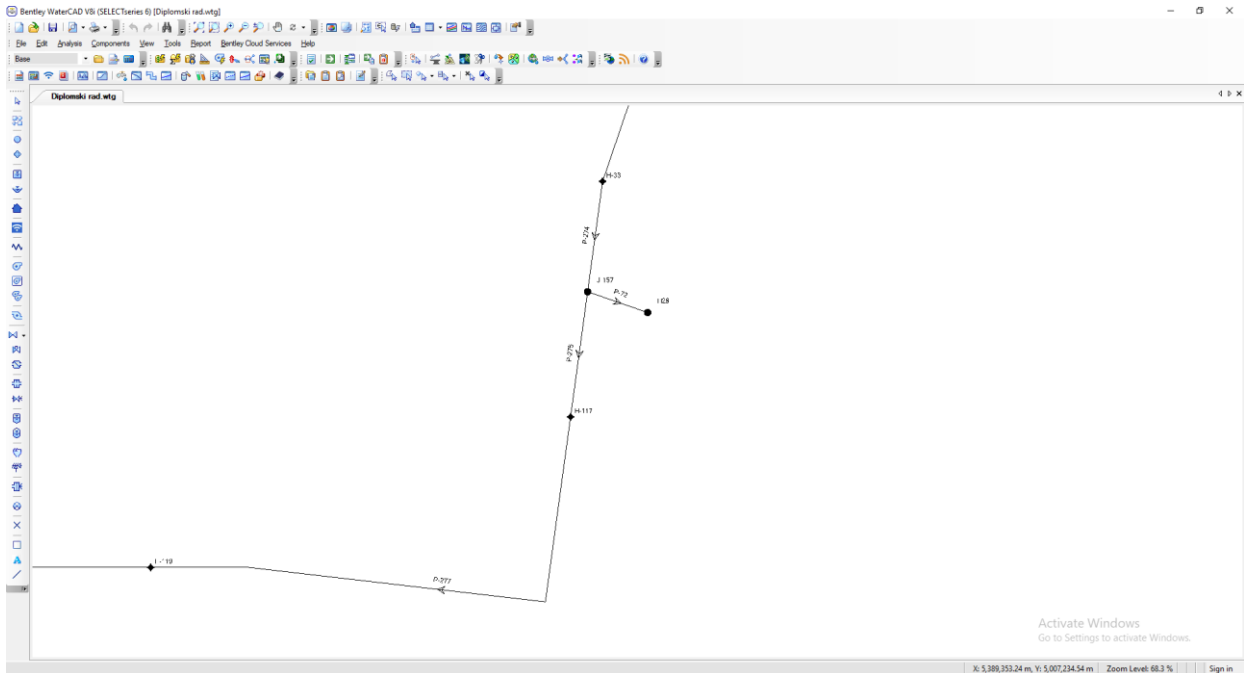 Bentley WaterCAD V8i (SELECTseries 6) [Diplomski rad.wtg]
File Edit Analysis Components View Tools Report Bentley Cloud Services Help
Base
Diplomski rad.wtg
H-33
P-274
J 157
P-72
P-275
H-117
P-277
Activate Windows
Go to Settings to activate Windows.
X: 5,389,353.24 m, Y: 5,007,234.54 m Zoom Level: 68.3 % Sign in